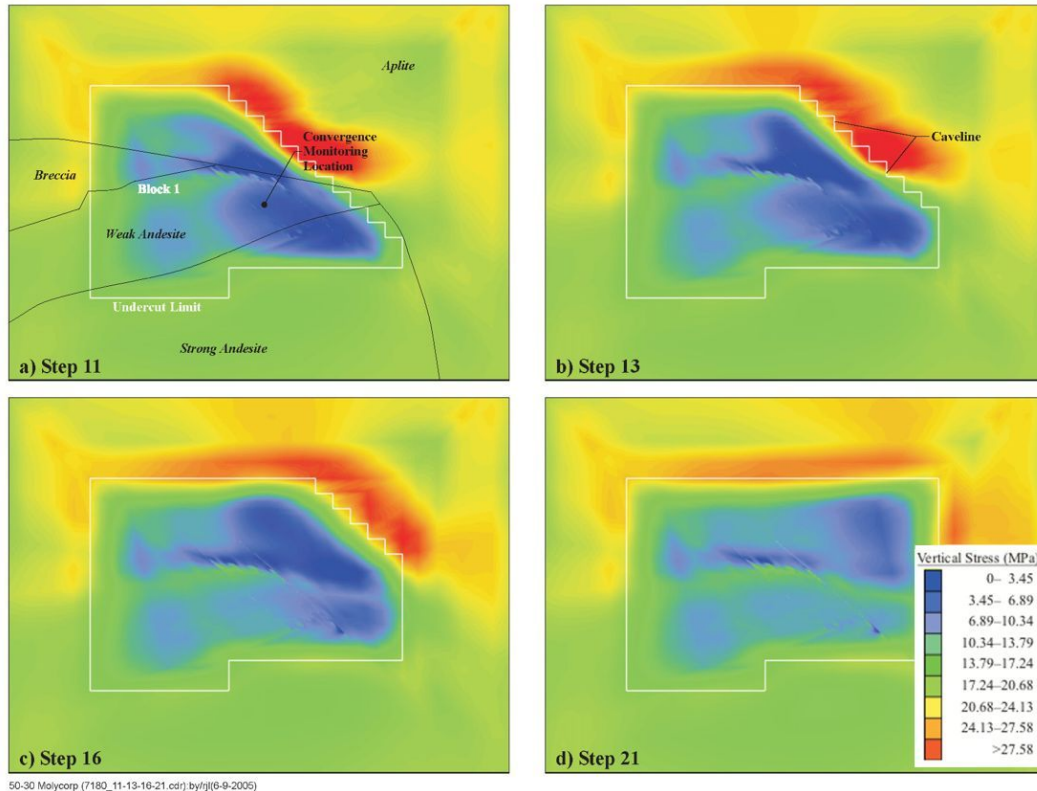 Aplite
Convergence
Monitoring
Location
Breccia
Block 1
Weak Andesite
Undercut Limit
Strong Andesite
a) Step 11
Caveline
b) Step 13
c) Step 16
Vertical Stress (MPa)
0– 3.45
3.45– 6.89
6.89–10.34
10.34–13.79
13.79–17.24
17.24–20.68
20.68–24.13
24.13–27.58
>27.58
d) Step 21
50-30 Molycorp (7180_11-13-16-21.cdr):by/rjl(6-9-2005)